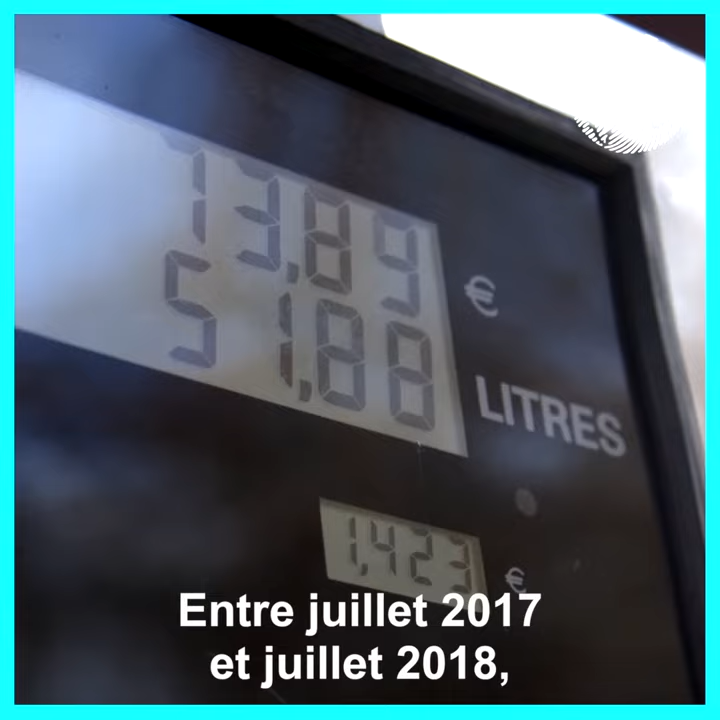 73,89 €
51,88 LITRES
1,423 €
Entre juillet 2017
et juillet 2018,